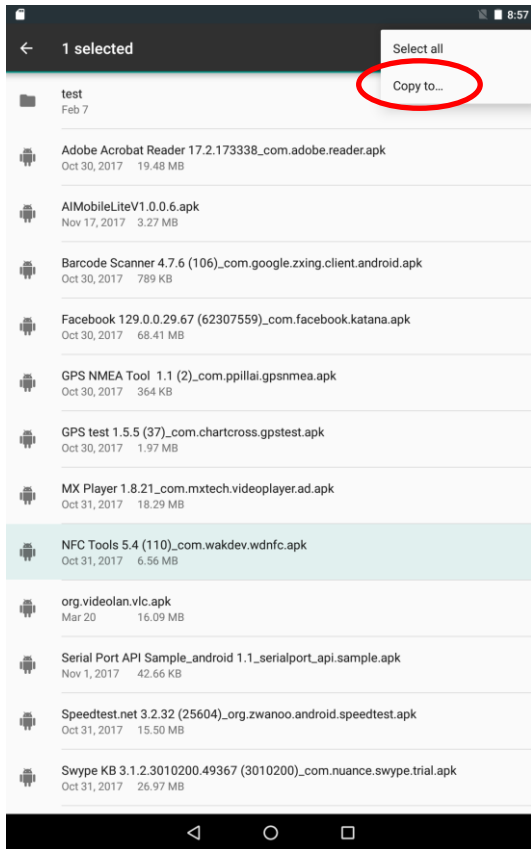 8:57
1 selected
Select all
Copy to...
test
Feb 7
Adobe Acrobat Reader 17.2.173338_com.adobe.reader.apk
Oct 30, 2017 19.48 MB
AIMobileLiteV1.0.0.6.apk
Nov 17, 2017 3.27 MB
Barcode Scanner 4.7.6 (106)_com.google.zxing.client.android.apk
Oct 30, 2017 789 KB
Facebook 129.0.0.29.67 (62307559)_com.facebook.katana.apk
Oct 30, 2017 68.41 MB
GPS NMEA Tool 1.1 (2)_com.ppillai.gpsnmea.apk
Oct 30, 2017 364 KB
GPS test 1.5.5 (37)_com.chartcross.gpstest.apk
Oct 30, 2017 1.97 MB
MX Player 1.8.21_com.mxtech.videoplayer.ad.apk
Oct 31, 2017 18.29 MB
NFC Tools 5.4 (110)_com.wakdev.wdnfc.apk
Oct 31, 2017 6.56 MB
org.videolan.vlc.apk
Mar 20 16.09 MB
Serial Port API Sample_android 1.1_serialport_api.sample.apk
Nov 1, 2017 42.66 KB
Speedtest.net 3.2.32 (25604)_org.zwanoo.android.speedtest.apk
Oct 31, 2017 15.50 MB
Swype KB 3.1.2.3010200.49367 (3010200)_com.nuance.swype.trial.apk
Oct 31, 2017 26.97 MB